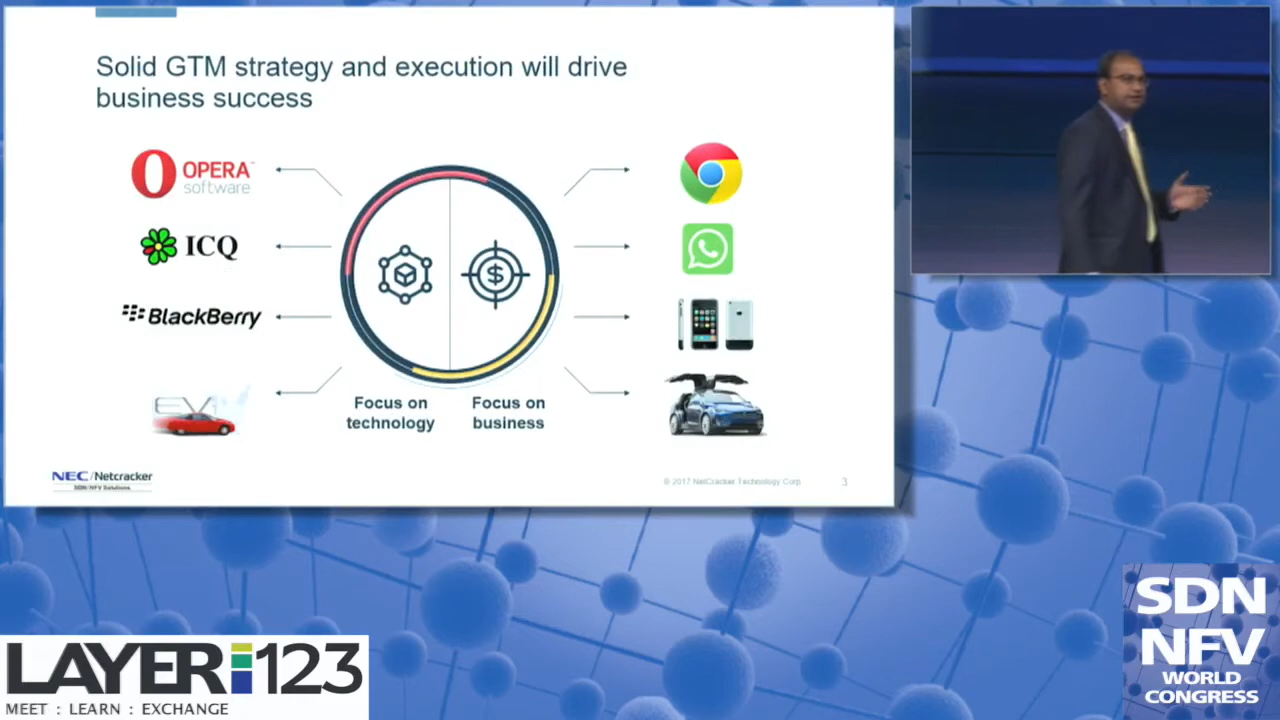 Solid GTM strategy and execution will drive
business success
OPERA
software
ICQ
BlackBerry
EV1
Focus on
technology
Focus on
business
NEC/Netcracker
SDN/NFV Solutions
© 2017 NetCracker Technology Corp.
3
LAYER123
MEET : LEARN : EXCHANGE
SDN
NFV
WORLD
CONGRESS